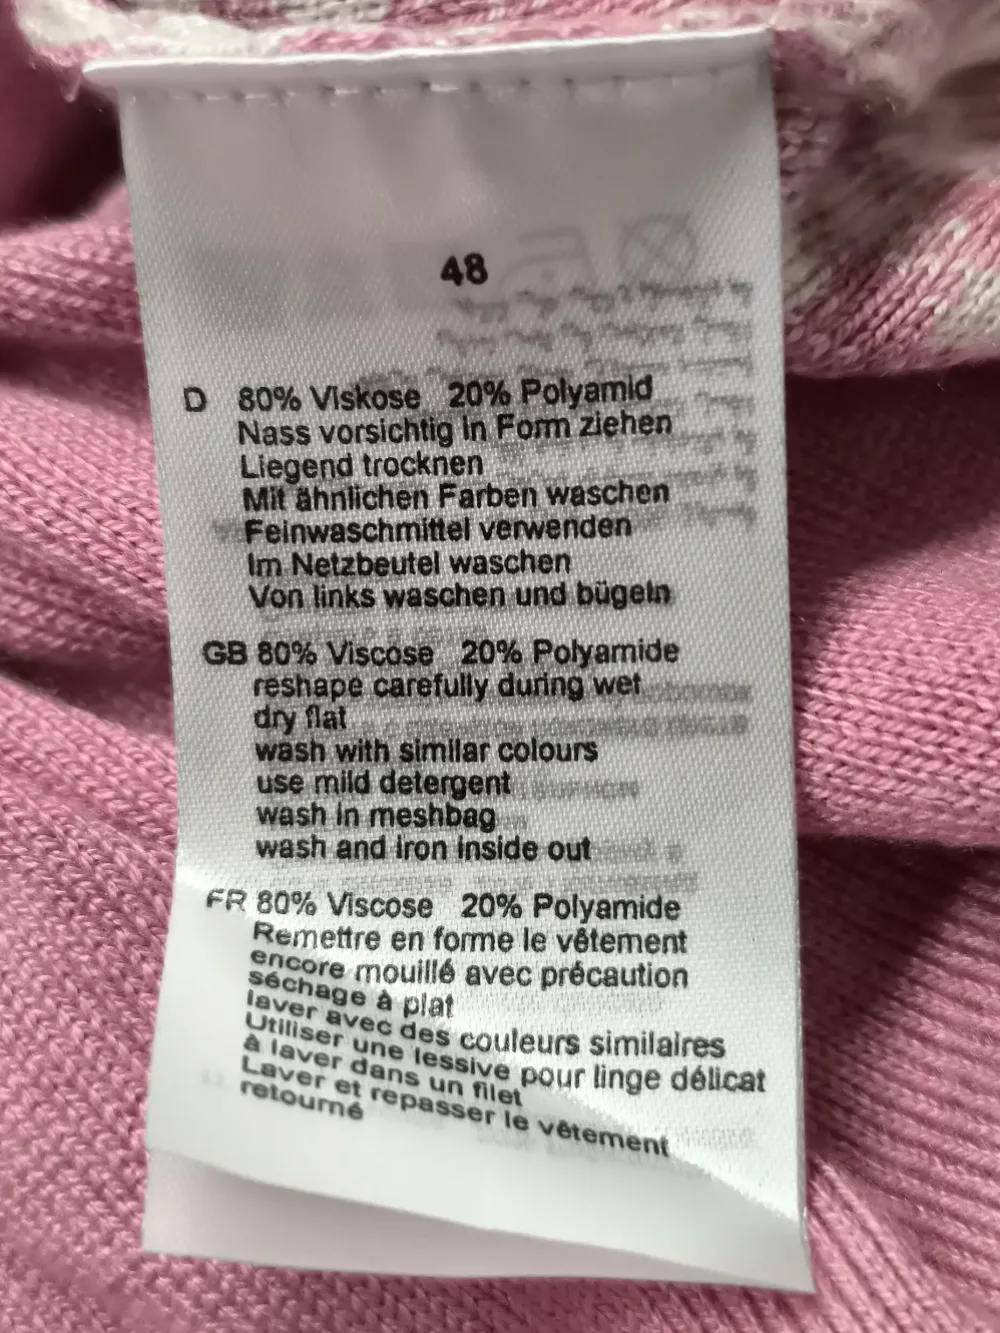 48
D 80% Viskose 20% Polyamid
Nass vorsichtig in Form ziehen
Liegend trocknen
Mit ähnlichen Farben waschen
Feinwaschmittel verwenden
Im Netzbeutel waschen
Von links waschen und bügeln
GB 80% Viscose 20% Polyamide
reshape carefully during wet
dry flat
wash with similar colours
use mild detergent
wash in meshbag
wash and iron inside out
FR 80% Viscose 20% Polyamide
Remettre en forme le vêtement
encore mouillé avec précaution
séchage à plat
laver avec des couleurs similaires
Utiliser une lessive pour linge délicat
à laver dans un filet
Laver et repasser le vêtement
retourné